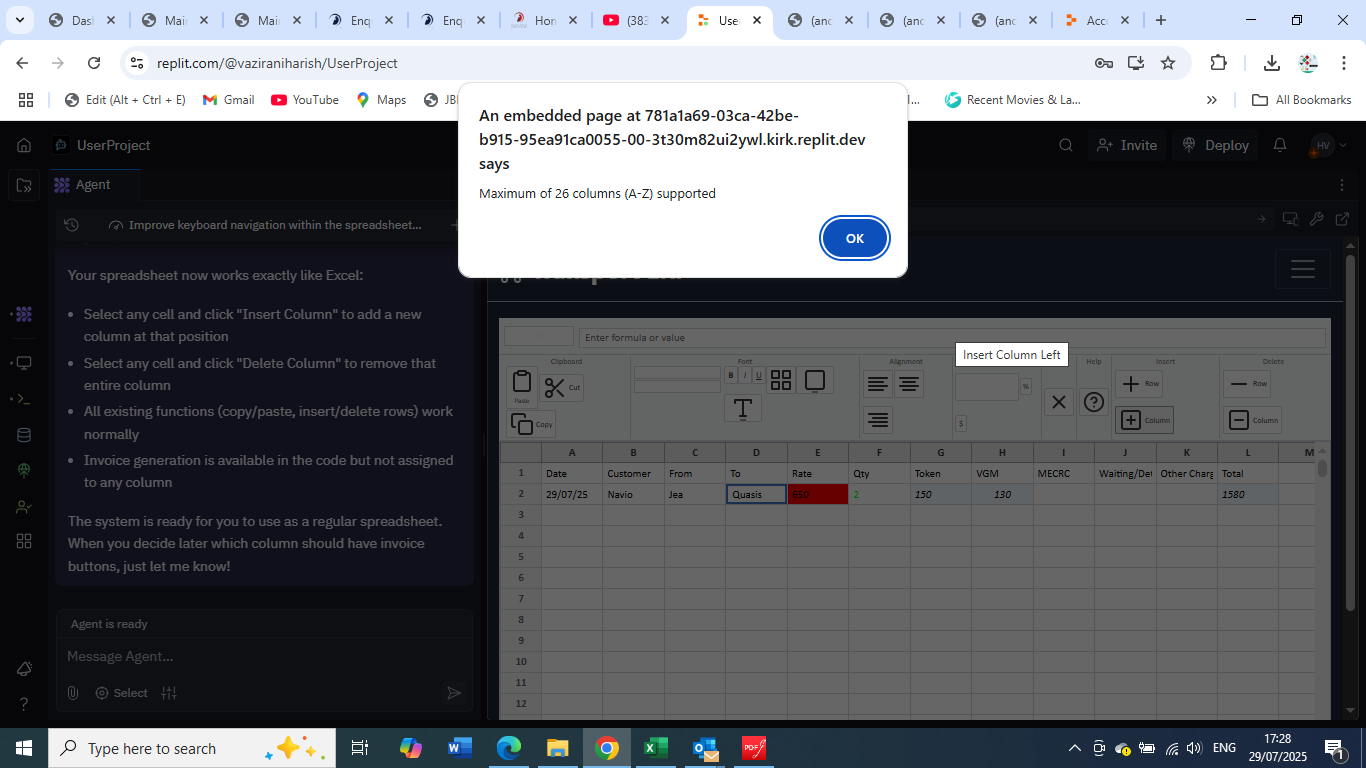 Dash
Mai
Mai
Enq
Enq
Hon
(383
User
(anc
(anc
(anc
Acc
replit.com/@vaziraniharish/UserProject
Edit (Alt + Ctrl + E)
Gmail
YouTube
Maps
JBI
l...
Recent Movies & La...
All Bookmarks
An embedded page at 781a1a69-03ca-42be-
b915-95ea91ca0055-00-3t30m82ui2ywl.kirk.replit.dev
says
Maximum of 26 columns (A-Z) supported
OK
UserProject
Invite
Deploy
HV
Agent
Improve keyboard navigation within the spreadsheet...
Your spreadsheet now works exactly like Excel:
Select any cell and click "Insert Column" to add a new
column at that position
Select any cell and click "Delete Column" to remove that
entire column
All existing functions (copy/paste, insert/delete rows) work
normally
Invoice generation is available in the code but not assigned
to any column
The system is ready for you to use as a regular spreadsheet.
When you decide later which column should have invoice
buttons, just let me know!
Agent is ready
Message Agent...
Select
Enter formula or value
Clipboard
Font
Alignment
Insert Column Left
Help
Insert
Delete
Paste
Cut
Copy
B I U
%
$
Row
Column
Row
Column
A B C D E F G H I J K L M
1 Date Customer From To Rate Qty Token VGM MECRC Waiting/Det Other Charg Total
2 29/07/25 Navio Jea Quasis 650 2 150 130 1580
3
4
5
6
7
8
9
10
11
12
Type here to search
ENG
17:28
29/07/2025
1